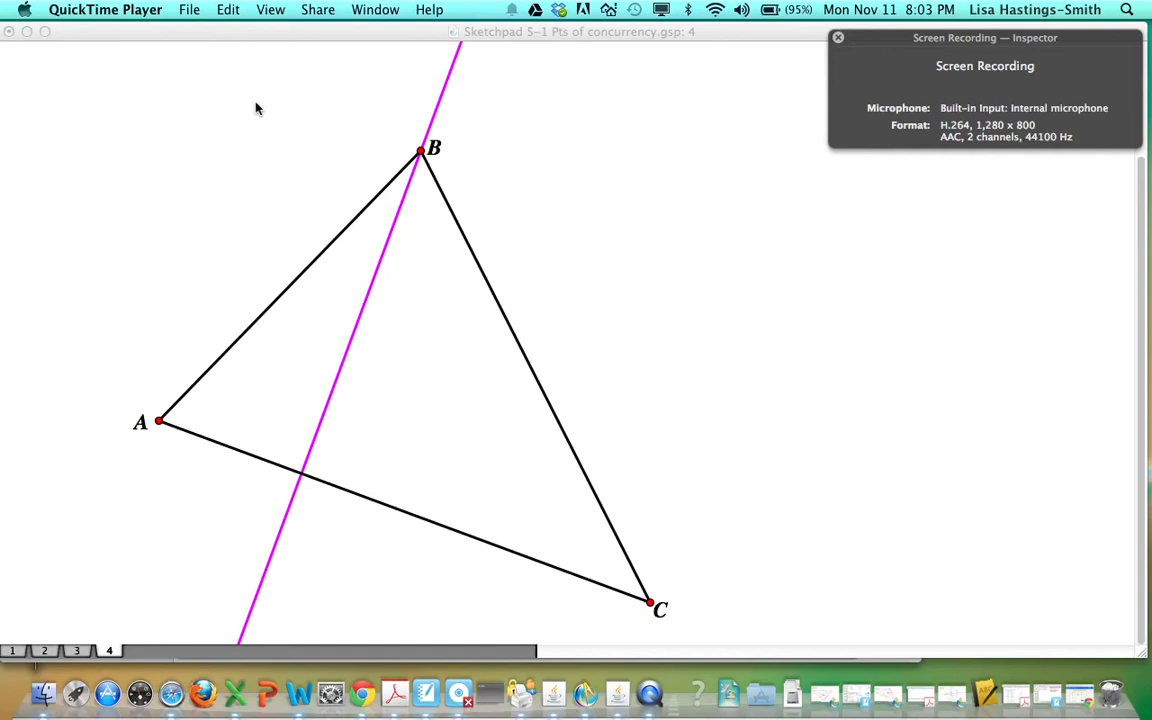 QuickTime Player File Edit View Share Window Help (95%) Mon Nov 11 8:03 PM Lisa Hastings-Smith
Sketchpad 5-1 Pts of concurrency.gsp: 4
Screen Recording — Inspector
Screen Recording
Microphone: Built-in Input: Internal microphone
Format: H.264, 1,280 x 800
AAC, 2 channels, 44100 Hz
B
A
C
1 2 3 4